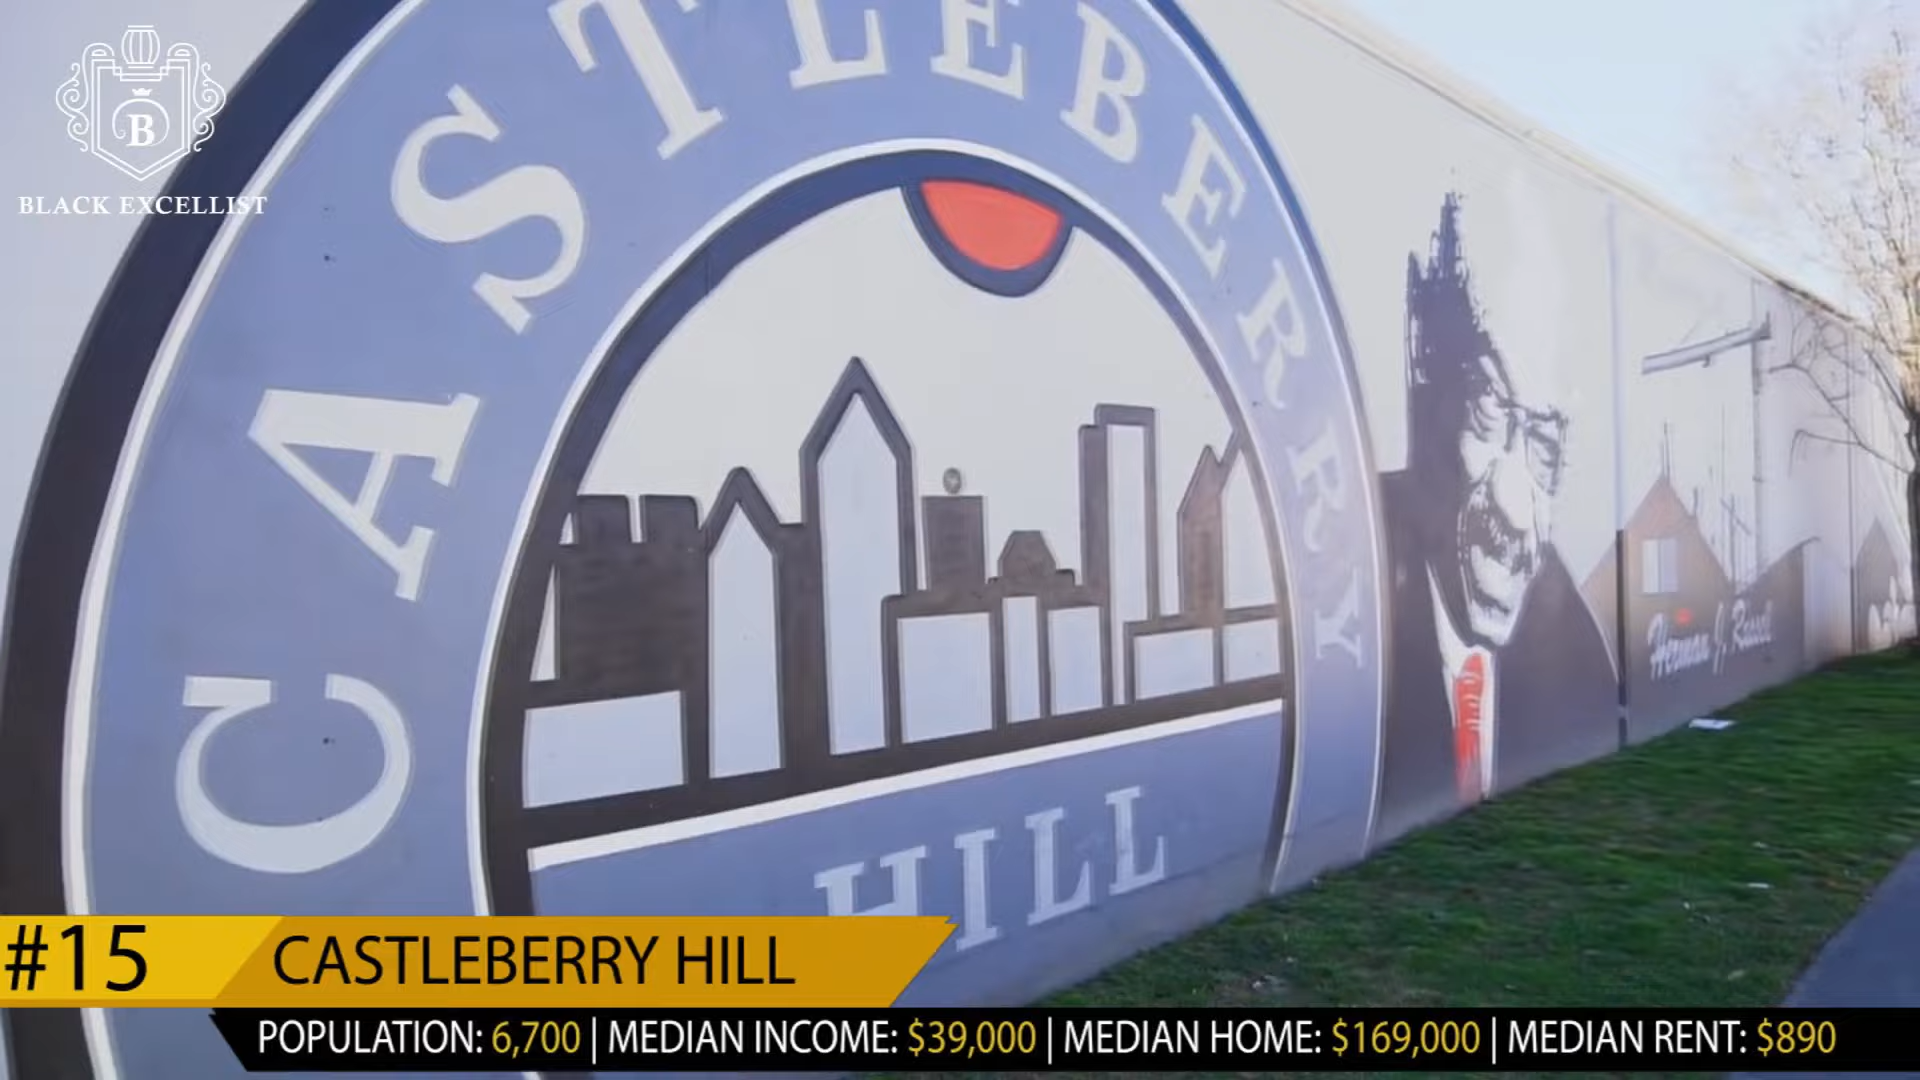 B
BLACK EXCELLIST
CASTLEBERRY
HILL
Herman J. Russell
#15
CASTLEBERRY HILL
POPULATION: 6,700 | MEDIAN INCOME: $39,000 | MEDIAN HOME: $169,000 | MEDIAN RENT: $890